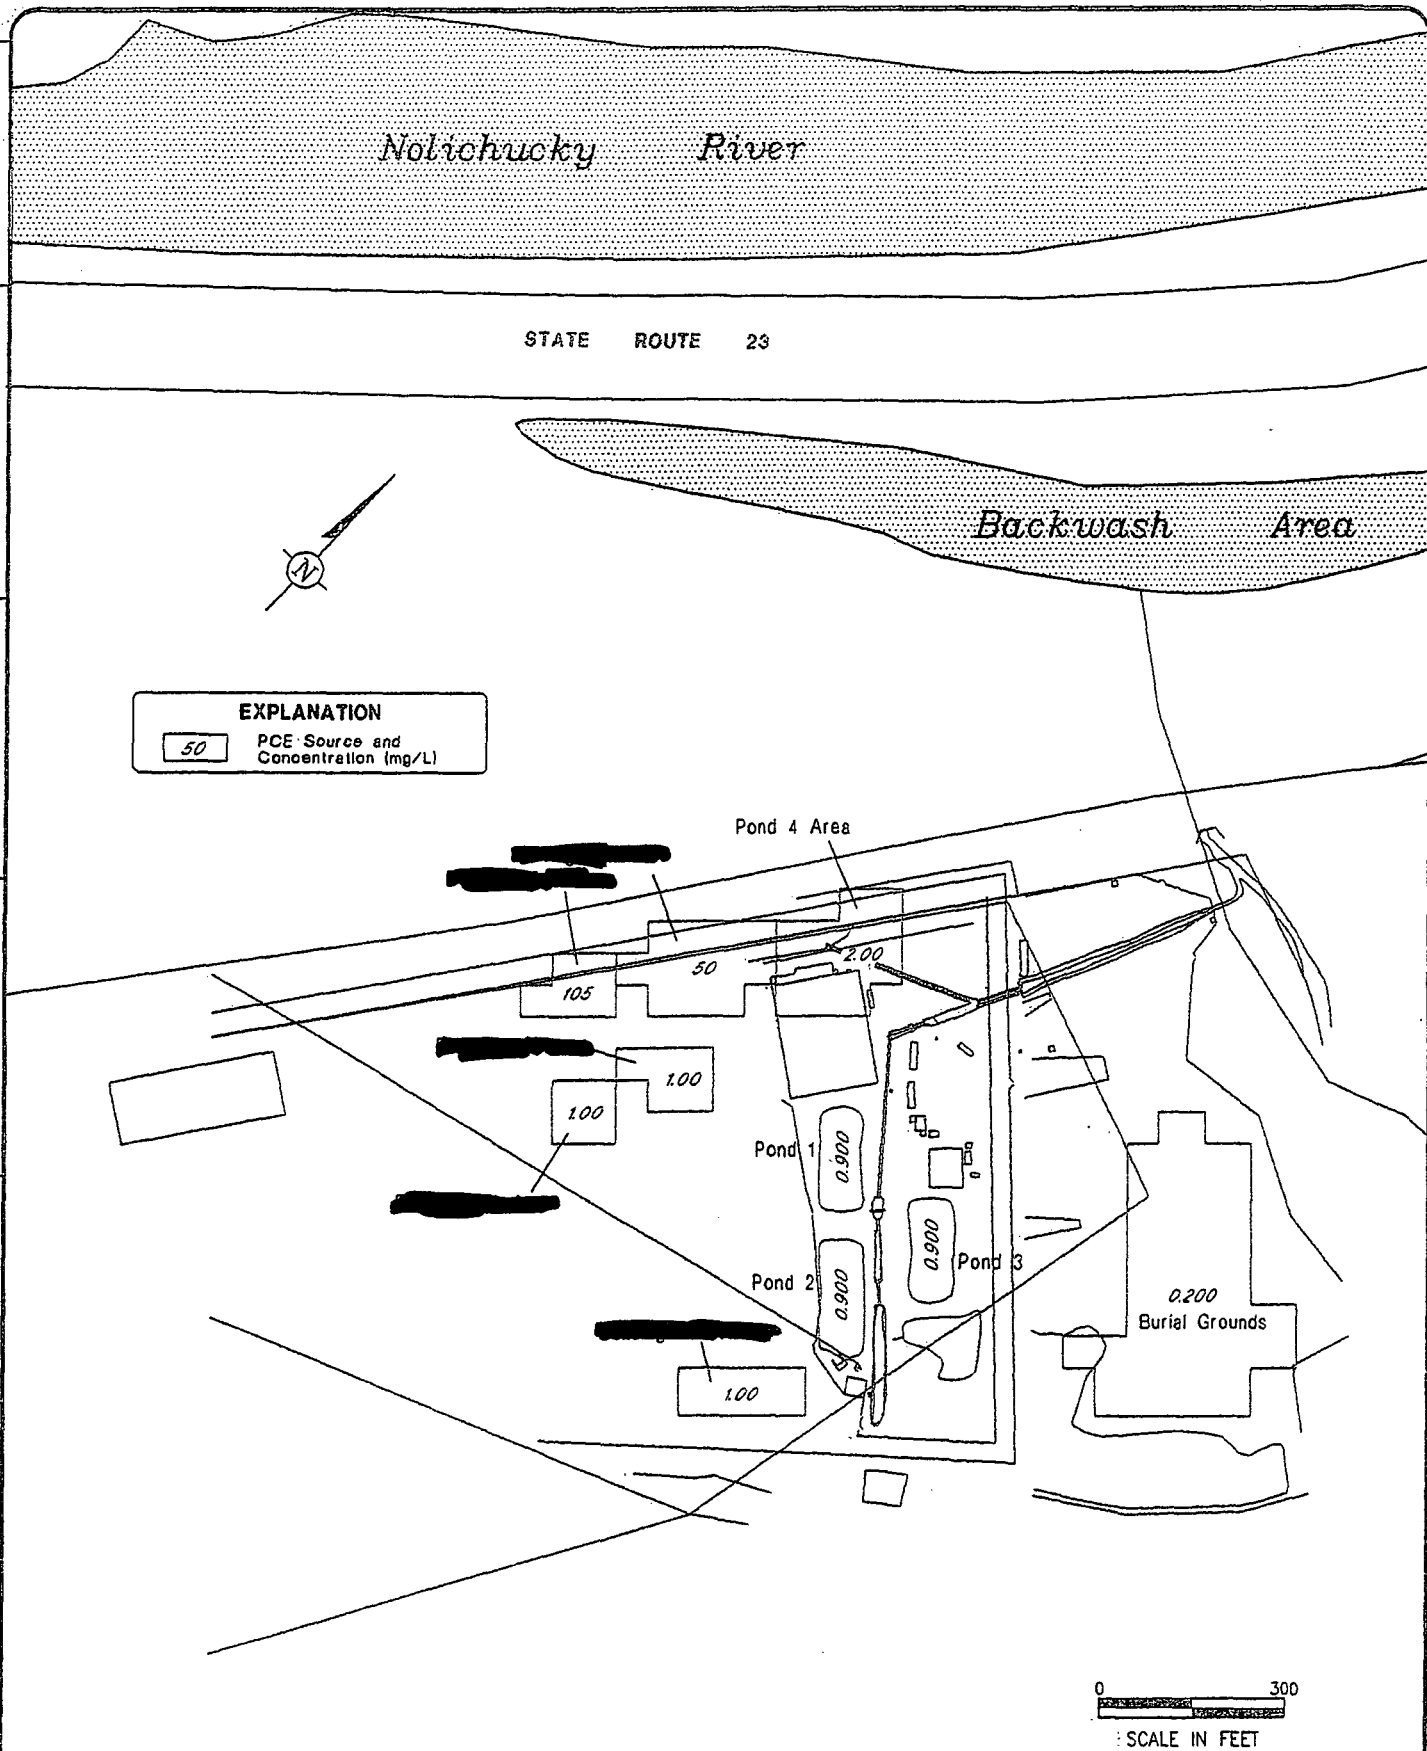 Nolichucky River
STATE ROUTE 23
Backwash Area
N
EXPLANATION
50 PCE Source and
Concentration (mg/L)
Pond 4 Area
2.00
50
105
1.00
1.00
Pond 1
0.900
0.900
Pond 3
Pond 2
0.900
0.200
Burial Grounds
1.00
0 300
SCALE IN FEET